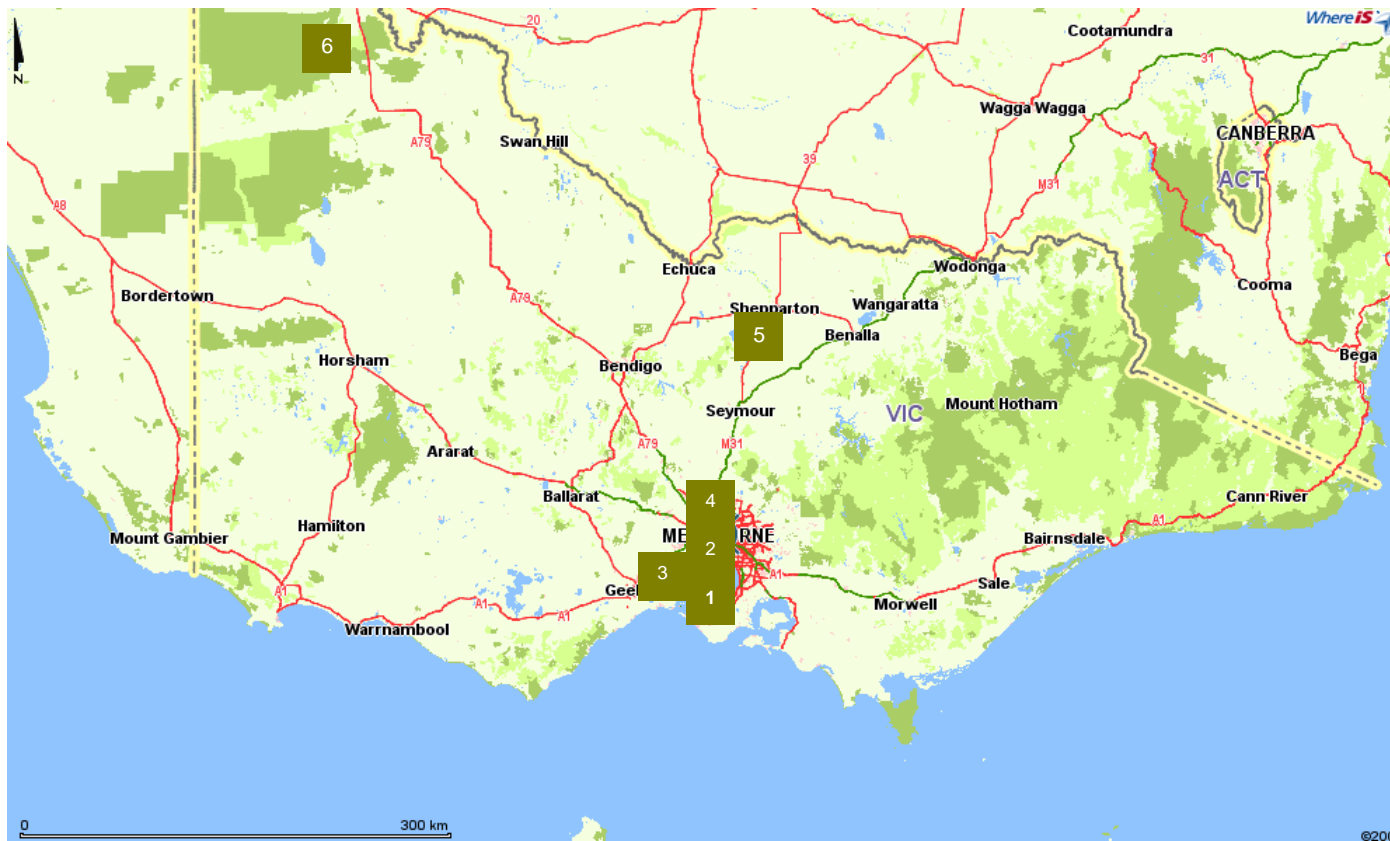 20
WhereiS
6
Cootamundra
31
N
Wagga Wagga
CANBERRA
Swan Hill
A79
39
ACT
M31
A8
Echuca
Wodonga
Cooma
Bordertown
A79
Shepparton
Wangaratta
5
Benalla
Horsham
Bendigo
Bega
1
Mount Hotham
Seymour
VIC
A79
M31
Ararat
Ballarat
4
Cann River
A1
Hamilton
Mount Gambier
2
Bairnsdale
3
A1
Sale
A1
A1
A1
1
Morwell
Warrnambool
0
300 km